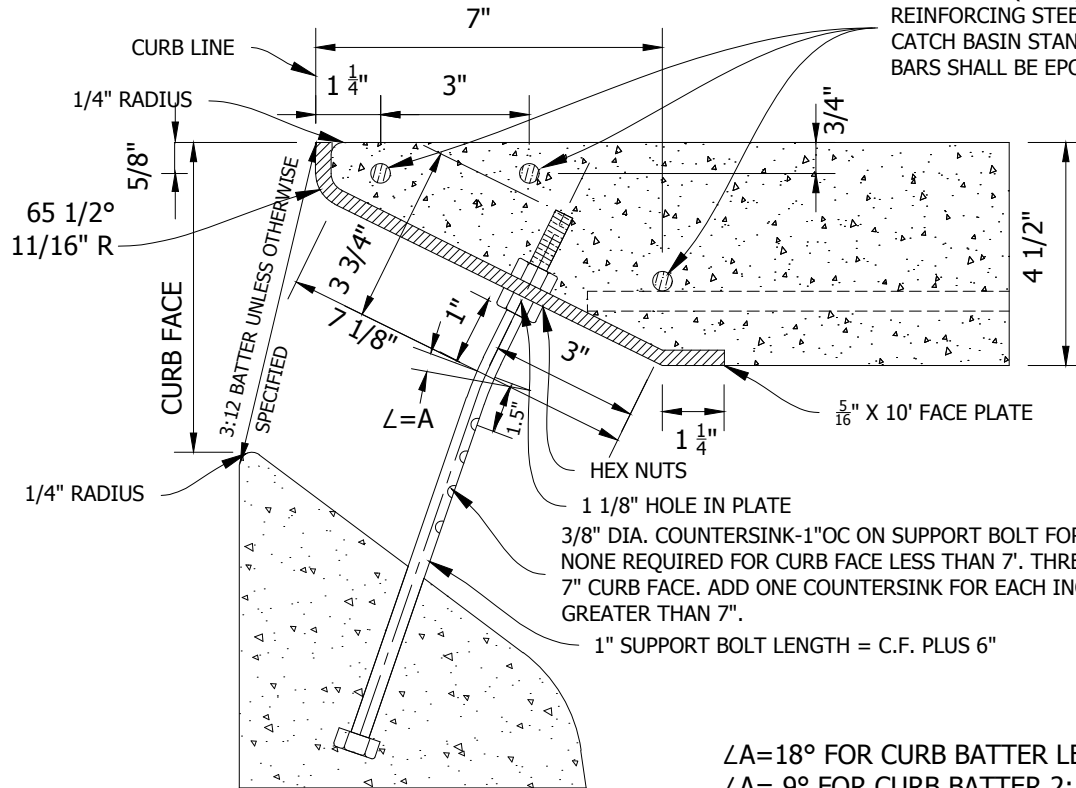 7"
REINFORCING STEE
CATCH BASIN STAN
BARS SHALL BE EPO
CURB LINE
1 1/4"
3"
1/4" RADIUS
3/4"
5/8"
65 1/2°
11/16" R
3:12 BATTER UNLESS OTHERWISE
SPECIFIED
CURB FACE
3 3/4"
7 1/8"
1"
3"
4 1/2"
∠=A
1.5"
1 1/4"
5/16" X 10' FACE PLATE
HEX NUTS
1/4" RADIUS
1 1/8" HOLE IN PLATE
3/8" DIA. COUNTERSINK-1"OC ON SUPPORT BOLT FOR
NONE REQUIRED FOR CURB FACE LESS THAN 7'. THRE
7" CURB FACE. ADD ONE COUNTERSINK FOR EACH INC
GREATER THAN 7".
1" SUPPORT BOLT LENGTH = C.F. PLUS 6"
∠A=18° FOR CURB BATTER LE
∠A= 9° FOR CURB BATTER 2: